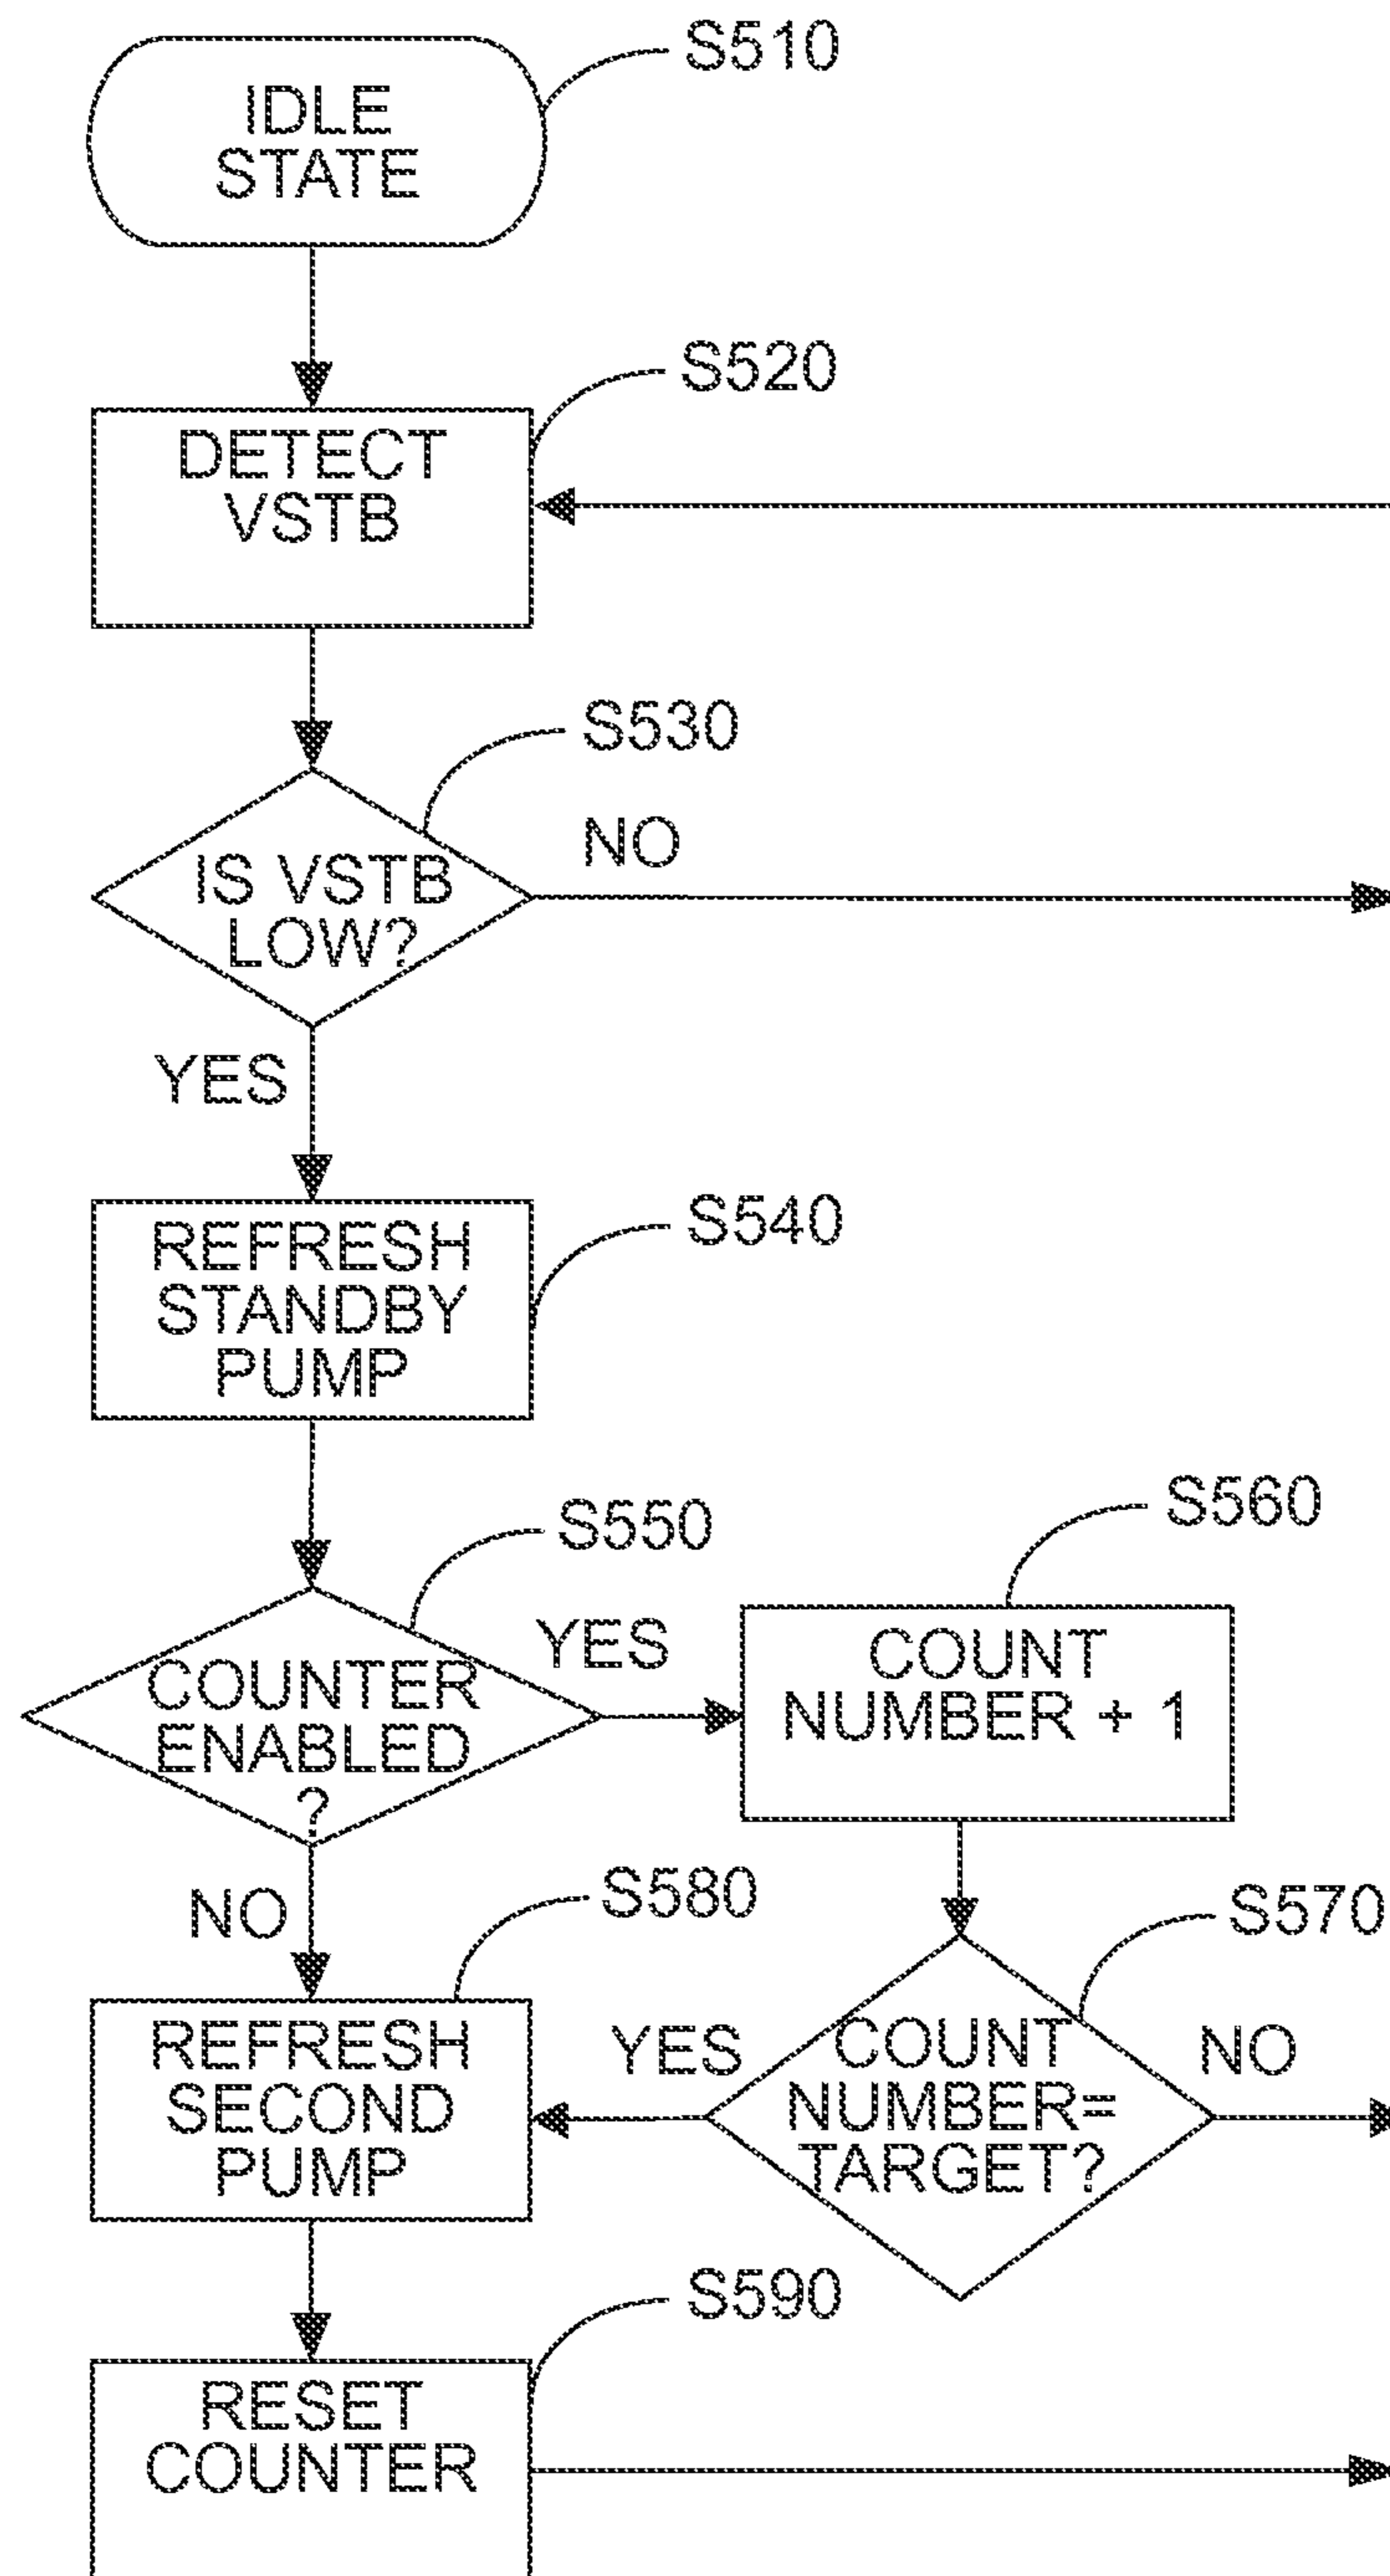 S510
IDLE
STATE
S520
DETECT
VSTB
S530
NO
IS VSTB
LOW?
YES
S540
REFRESH
STANDBY
PUMP
S550
S560
YES
COUNT
NUMBER + 1
COUNTER
ENABLED
?
S580
S570
NO
REFRESH
SECOND
PUMP
YES
COUNT
NUMBER=
TARGET?
NO
S590
RESET
COUNTER